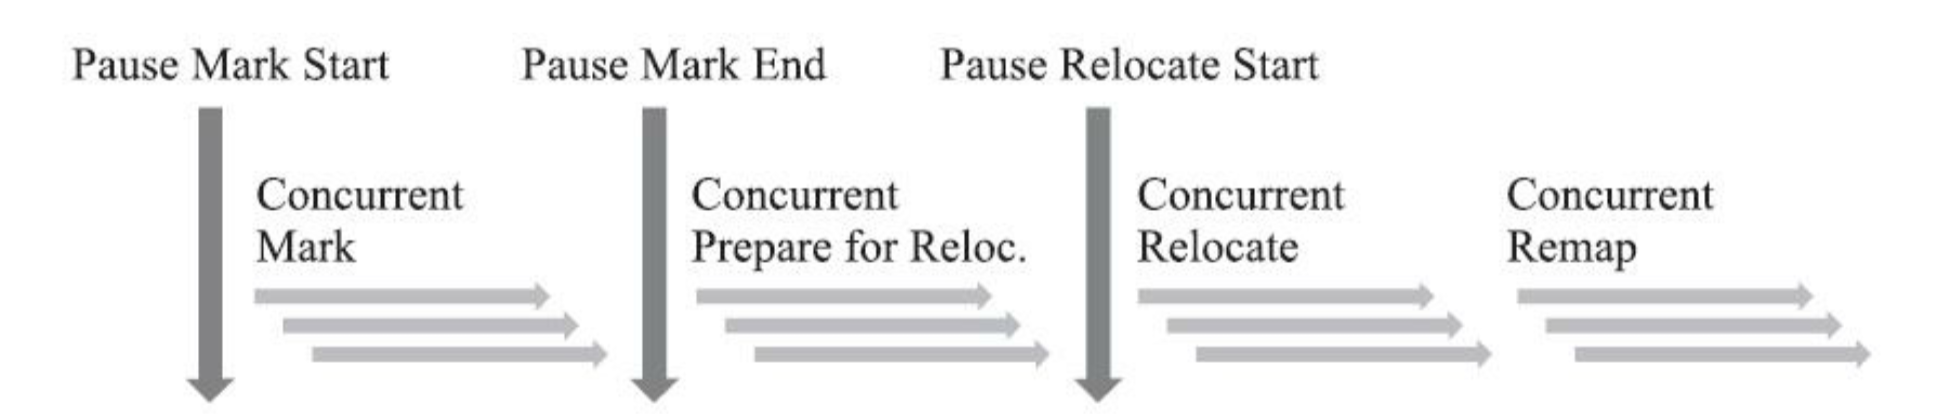 Pause Mark Start
Pause Mark End
Pause Relocate Start
Concurrent
Mark
Concurrent
Prepare for Reloc.
Concurrent
Relocate
Concurrent
Remap